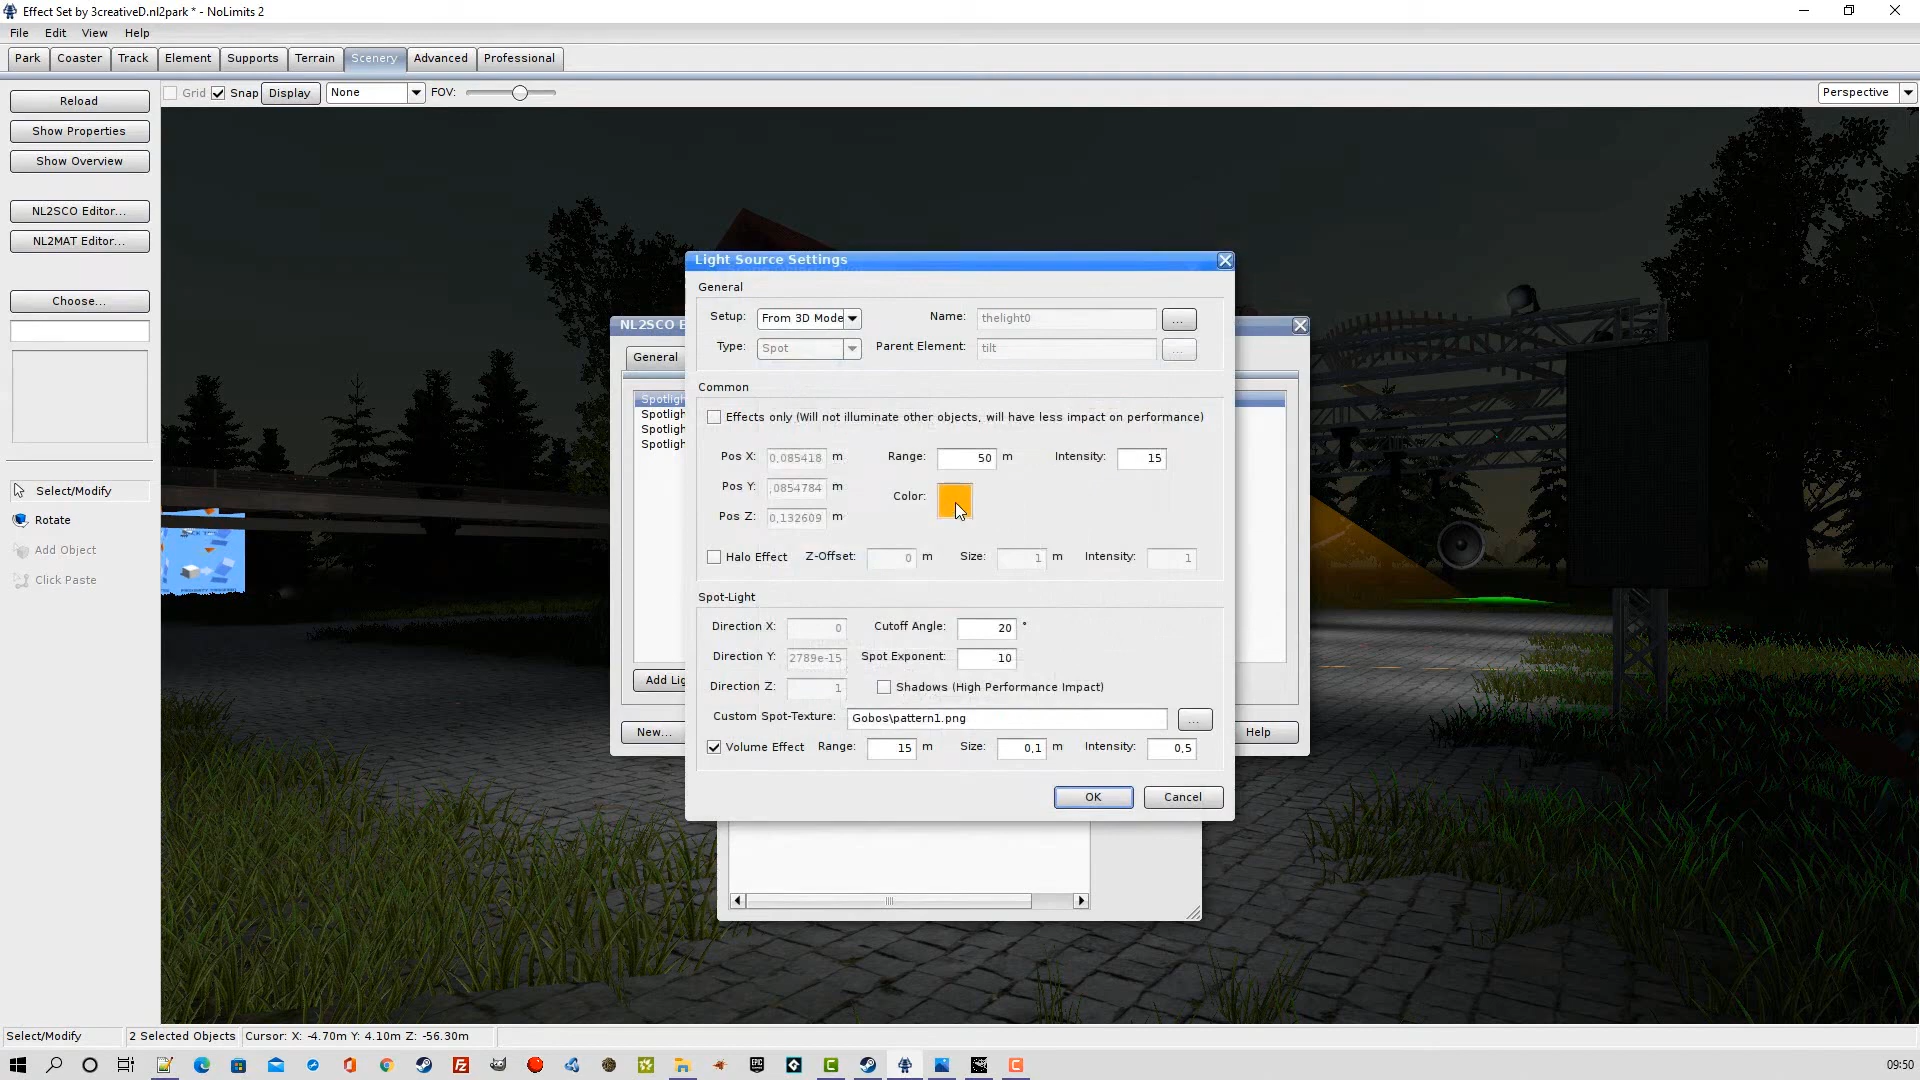 Effect Set by 3creativeD.nl2park * - NoLimits 2
File Edit View Help
Park Coaster Track Element Supports Terrain Scenery Advanced Professional
Reload
Grid Snap Display None FOV: Perspective
Show Properties
Show Overview
NL2SCO Editor...
NL2MAT Editor...
Choose...
Select/Modify
Rotate
Add Object
Click Paste
NL2SCO E
General
Spotligh
Spotligh
Spotligh
Spotligh
Add Lig
New...
Help
Light Source Settings
General
Setup: From 3D Mode Name: thelight0 ...
Type: Spot Parent Element: tilt ...
Common
Effects only (Will not illuminate other objects, will have less impact on performance)
Pos X: 0,085418 m Range: 50 m Intensity: 15
Pos Y: ,0854784 m
Color:
Pos Z: 0,132609 m
Halo Effect Z-Offset: 0 m Size: 1 m Intensity: 1
Spot-Light
Direction X: 0 Cutoff Angle: 20 °
Direction Y: 2789e-15 Spot Exponent: 10
Direction Z: 1 Shadows (High Performance Impact)
Custom Spot-Texture: Gobos\pattern1.png ...
Volume Effect Range: 15 m Size: 0,1 m Intensity: 0,5
OK Cancel
Select/Modify 2 Selected Objects Cursor: X: -4.70m Y: 4.10m Z: -56.30m
09:50